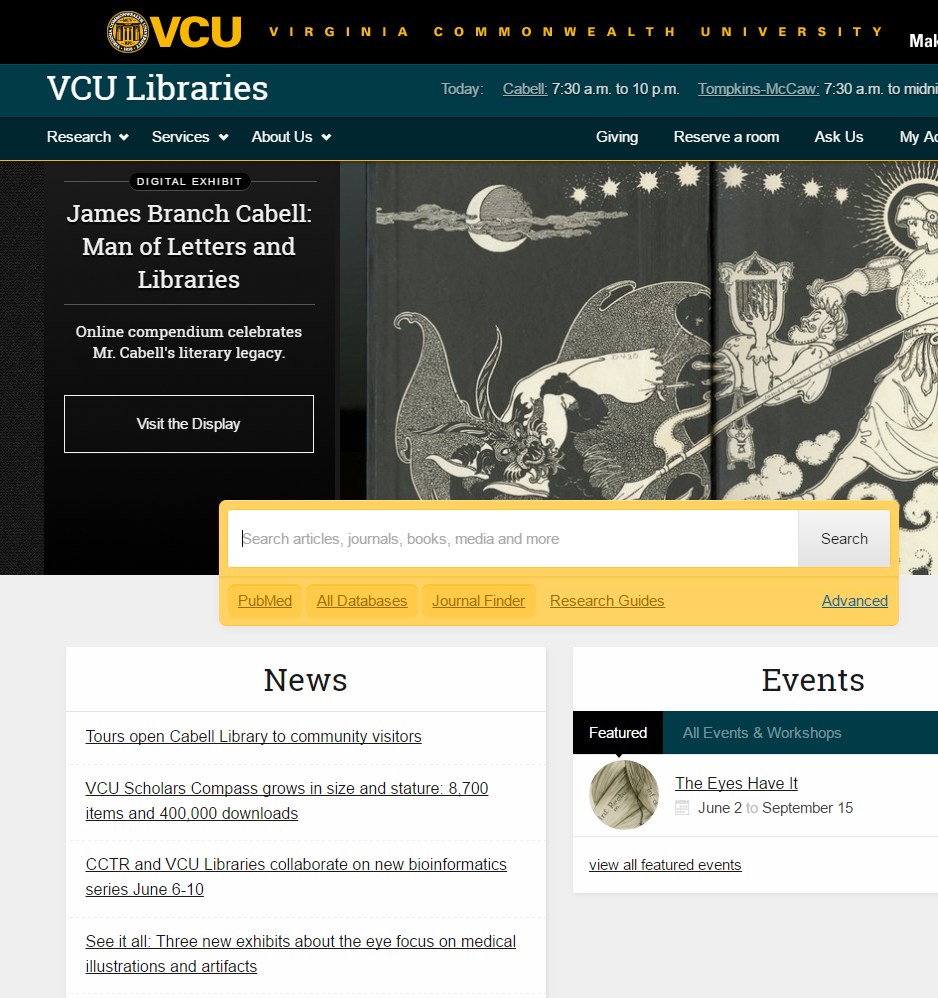 VCU VIRGINIA COMMONWEALTH UNIVERSITY
VCU Libraries
Today: Cabell: 7:30 a.m. to 10 p.m. Tompkins-McCaw: 7:30 a.m. to
Research Services About Us Giving Reserve a room Ask Us My
DIGITAL EXHIBIT
James Branch Cabell:
Man of Letters and
Libraries
Online compendium celebrates
Mr. Cabell's literary legacy.
Visit the Display
Search articles, journals, books, media and more Search
PubMed All Databases Journal Finder Research Guides Advanced
News
Tours open Cabell Library to community visitors
VCU Scholars Compass grows in size and stature: 8,700
items and 400,000 downloads
CCTR and VCU Libraries collaborate on new bioinformatics
series June 6-10
See it all: Three new exhibits about the eye focus on medical
illustrations and artifacts
Events
Featured All Events & Workshops
The Eyes Have It
June 2 to September 15
view all featured events